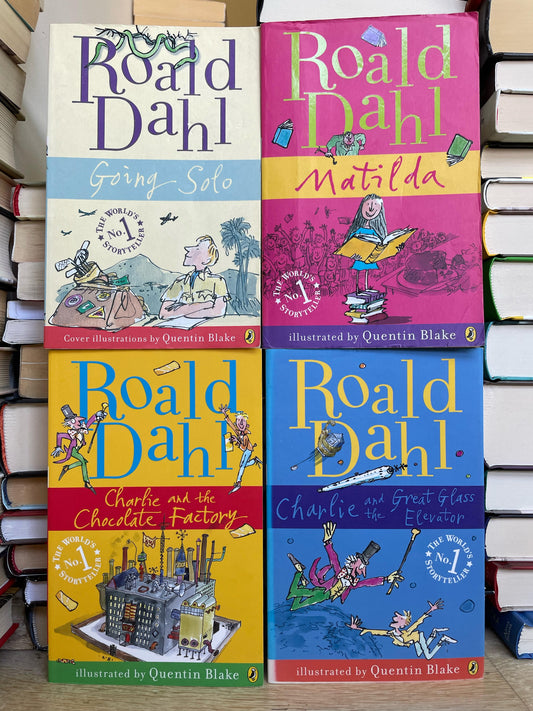 Roald
Dahl
Going Solo
THE WORLD'S
No.1
STORYTELLER
Cover illustrations by Quentin Blake
Roald
Dahl
Matilda
THE WORLD'S
No.1
STORYTELLER
illustrated by Quentin Blake
Roald
Dahl
Charlie and the
Chocolate Factory
THE WORLD'S
No.1
STORYTELLER
illustrated by Quentin Blake
Roald
Dahl
Charlie and the Great Glass
Elevator
THE WORLD'S
No.1
STORYTELLER
illustrated by Quentin Blake